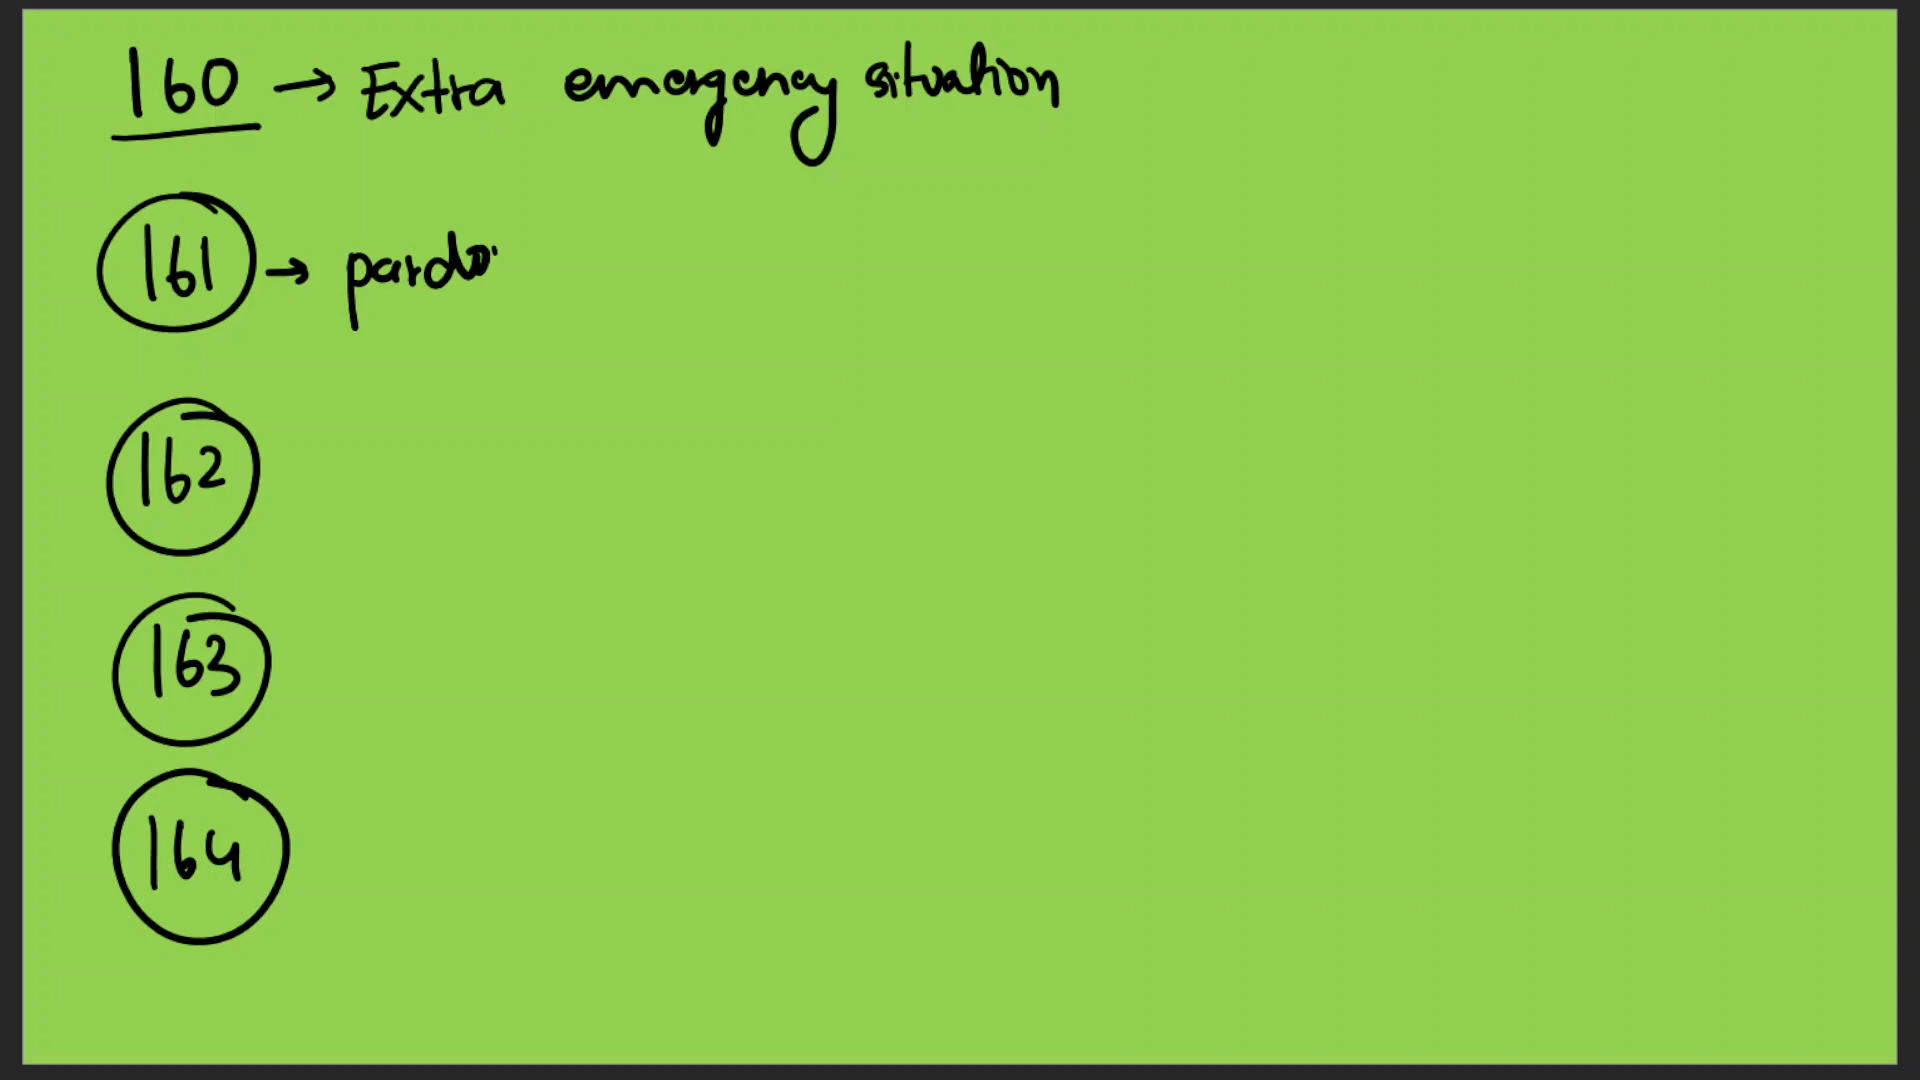 160 → Extra emergency situation
161 → pardo
162
163
164